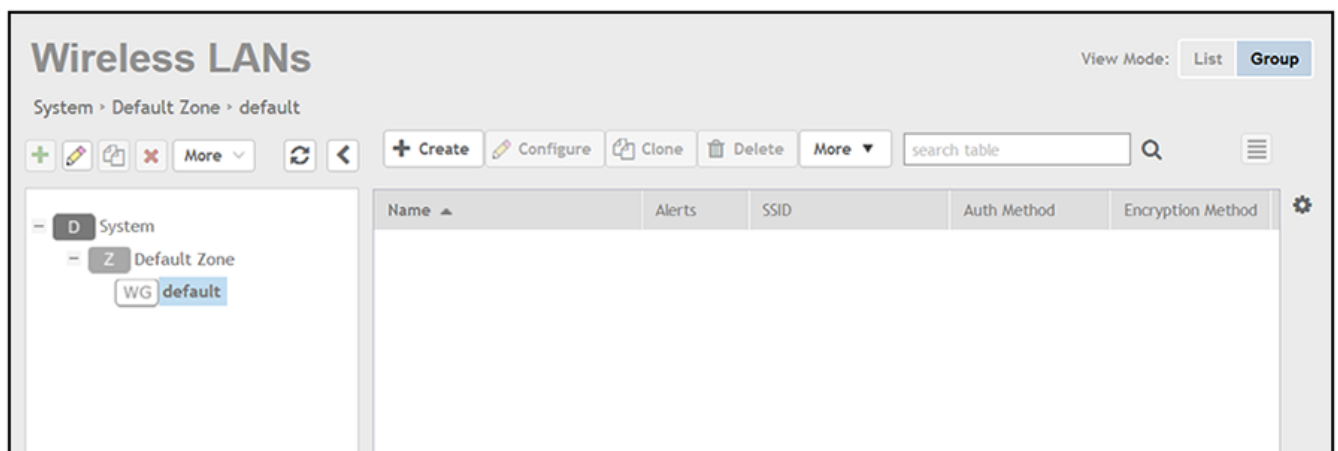 Wireless LANs
View Mode: List Group
System > Default Zone > default
More
+ Create Configure Clone Delete More ▼ search table
Name ▲ Alerts SSID Auth Method Encryption Method
D System
Z Default Zone
WG default